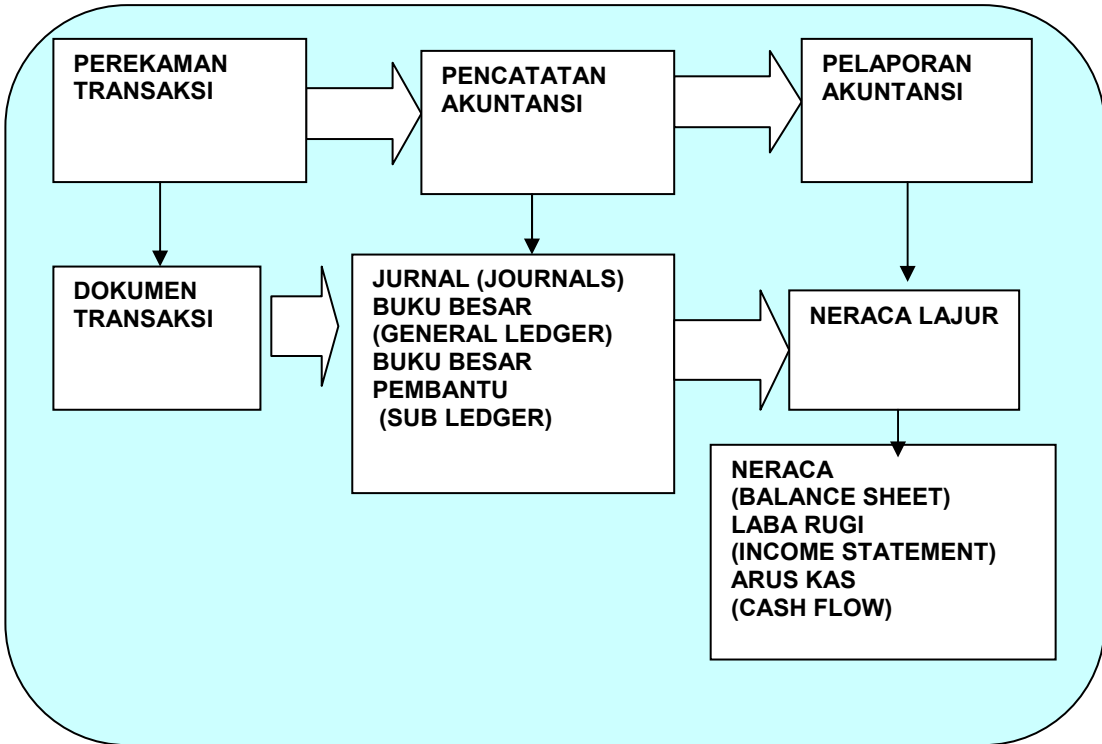 PEREKAMAN
TRANSAKSI
PENCATATAN
AKUNTANSI
PELAPORAN
AKUNTANSI
DOKUMEN
TRANSAKSI
JURNAL (JOURNALS)
BUKU BESAR
(GENERAL LEDGER)
BUKU BESAR
PEMBANTU
(SUB LEDGER)
NERACA LAJUR
NERACA
(BALANCE SHEET)
LABA RUGI
(INCOME STATEMENT)
ARUS KAS
(CASH FLOW)